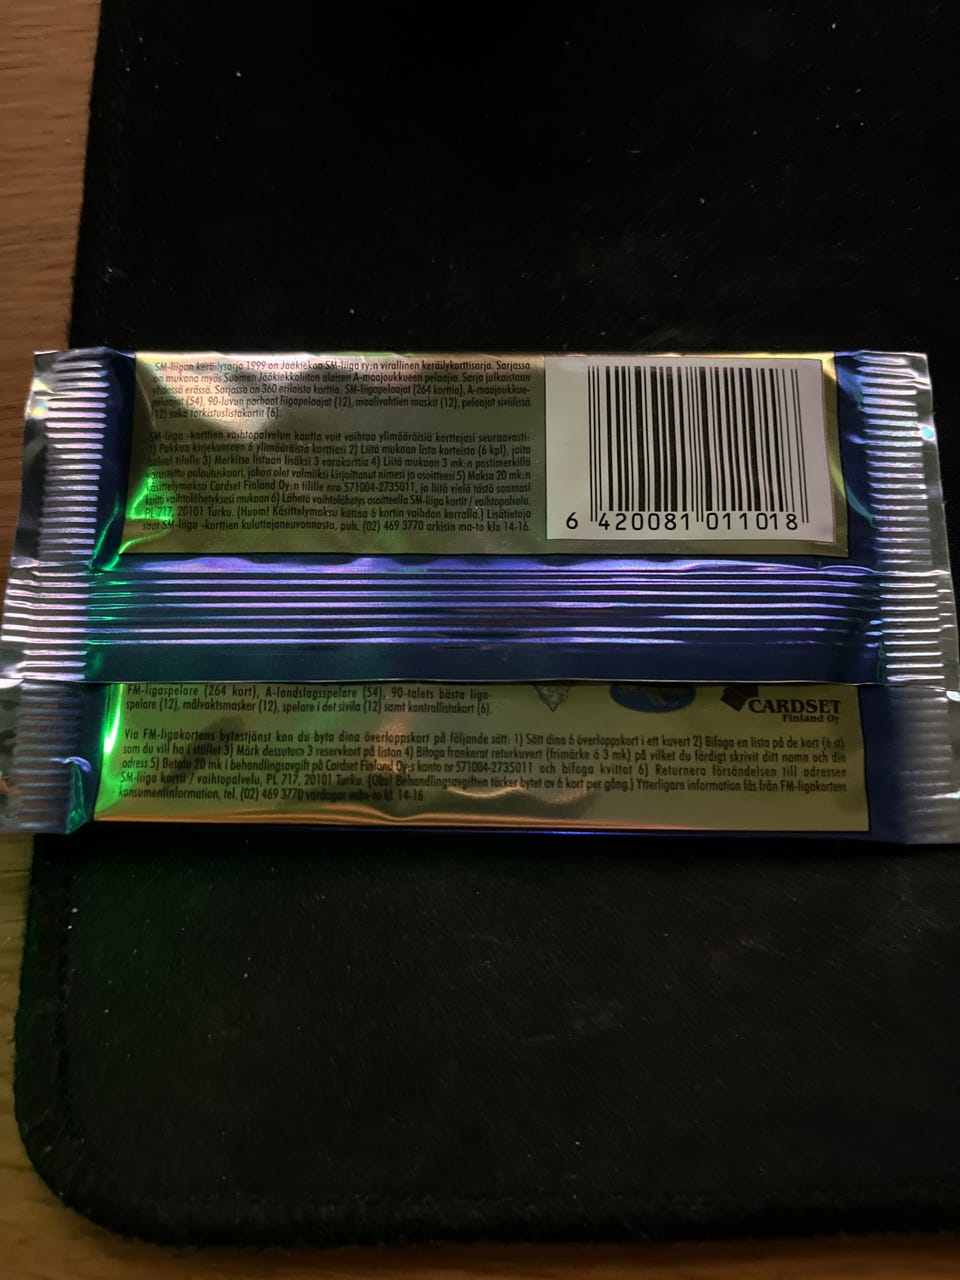 SM-liigan keräilysarja 1999 on Jääkiekon SM-liiga ry:n virallinen keräilykorttisarja. Sarjassa
on mukana myös Suomen Jääkiekkoliiton alaisen A-maajoukkueen pelaajia. Sarja julkaistaan
yhdessä erässä. Sarjassa on 360 erilaista korttia: SM-liigapelaajat (264 korttia), A-maajoukkue-
pelaajat (54), 90-luvun parhaat liigapelaajat (12), maalivahtien maskit (12), pelaajat siviilissä
(12) sekä tarkistuslistakortit (6).
SM-liiga -korttien vaihtopalvelun kautta voit vaihtaa ylimääräisiä korttejasi seuraavasti:
1) Pakkaa kirjekuoreen 6 ylimääräistä korttiasi 2) Liitä mukaan lista korteista (6 kpl), joita
haluat tilalle 3) Merkitse listaan lisäksi 3 varakorttia 4) Liitä mukaan 3 mk:n postimerkillä
varustettu palautuskuori, johon olet valmiiksi kirjoittanut nimesi ja osoitteesi 5) Maksa 20 mk:n
käsittelymaksu Cardset Finland Oy:n tilille nro 571004-2735011, ja liitä vielä tästä saamasi
kuitti vaihtolähetyksesi mukaan 6) Lähetä vaihtolähetys osoitteella SM-liiga kortit / vaihtopalvelu,
PL 717, 20101 Turku. (Huom! Käsittelymaksu kattaa 6 kortin vaihdon kerralla.) Lisätietoja
saat SM-liiga -korttien kuluttajaneuvonnasta, puh. (02) 469 3770 arkisin ma-to klo 14-16.
6 420081 011018
FM-ligaspelare (264 kort), A-landslagsspelare (54), 90-talets bästa liga-
spelare (12), målvaktsmasker (12), spelare i det sivila (12) samt kontrollistakort (6).
CARDSET
Finland Oy
Via FM-ligakortens bytestjänst kan du byta dina överloppskort på följande sätt: 1) Sätt dina 6 överloppskort i ett kuvert 2) Bifoga en lista på de kort (6 st)
som du vill ha i stället 3) Märk dessutom 3 reservkort på listan 4) Bifoga frankerat returkuvert (frimärke à 3 mk) på vilket du färdigt skrivit ditt namn och din
adress 5) Betala 20 mk i behandlingsavgift på Cardset Finland Oy:s konto nr 571004-2735011 och bifoga kvittot 6) Returnera försändelsen till adressen
SM-liiga kortit / vaihtopalvelu, PL 717, 20101 Turku. (Obs! Behandlingsavgiften täcker bytet av 6 kort per gång.) Ytterligare information fås från FM-ligakortens
konsumentinformation, tel. (02) 469 3770 vardagar mån-to kl. 14-16.